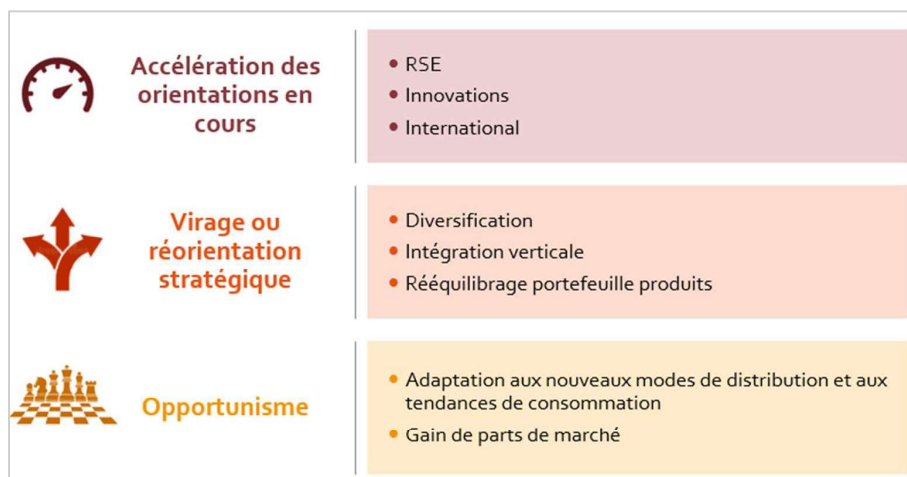 Accélération des
orientations en
cours
• RSE
• Innovations
• International
Virage ou
réorientation
stratégique
• Diversification
• Intégration verticale
• Rééquilibrage portefeuille produits
Opportunisme
• Adaptation aux nouveaux modes de distribution et aux
tendances de consommation
• Gain de parts de marché